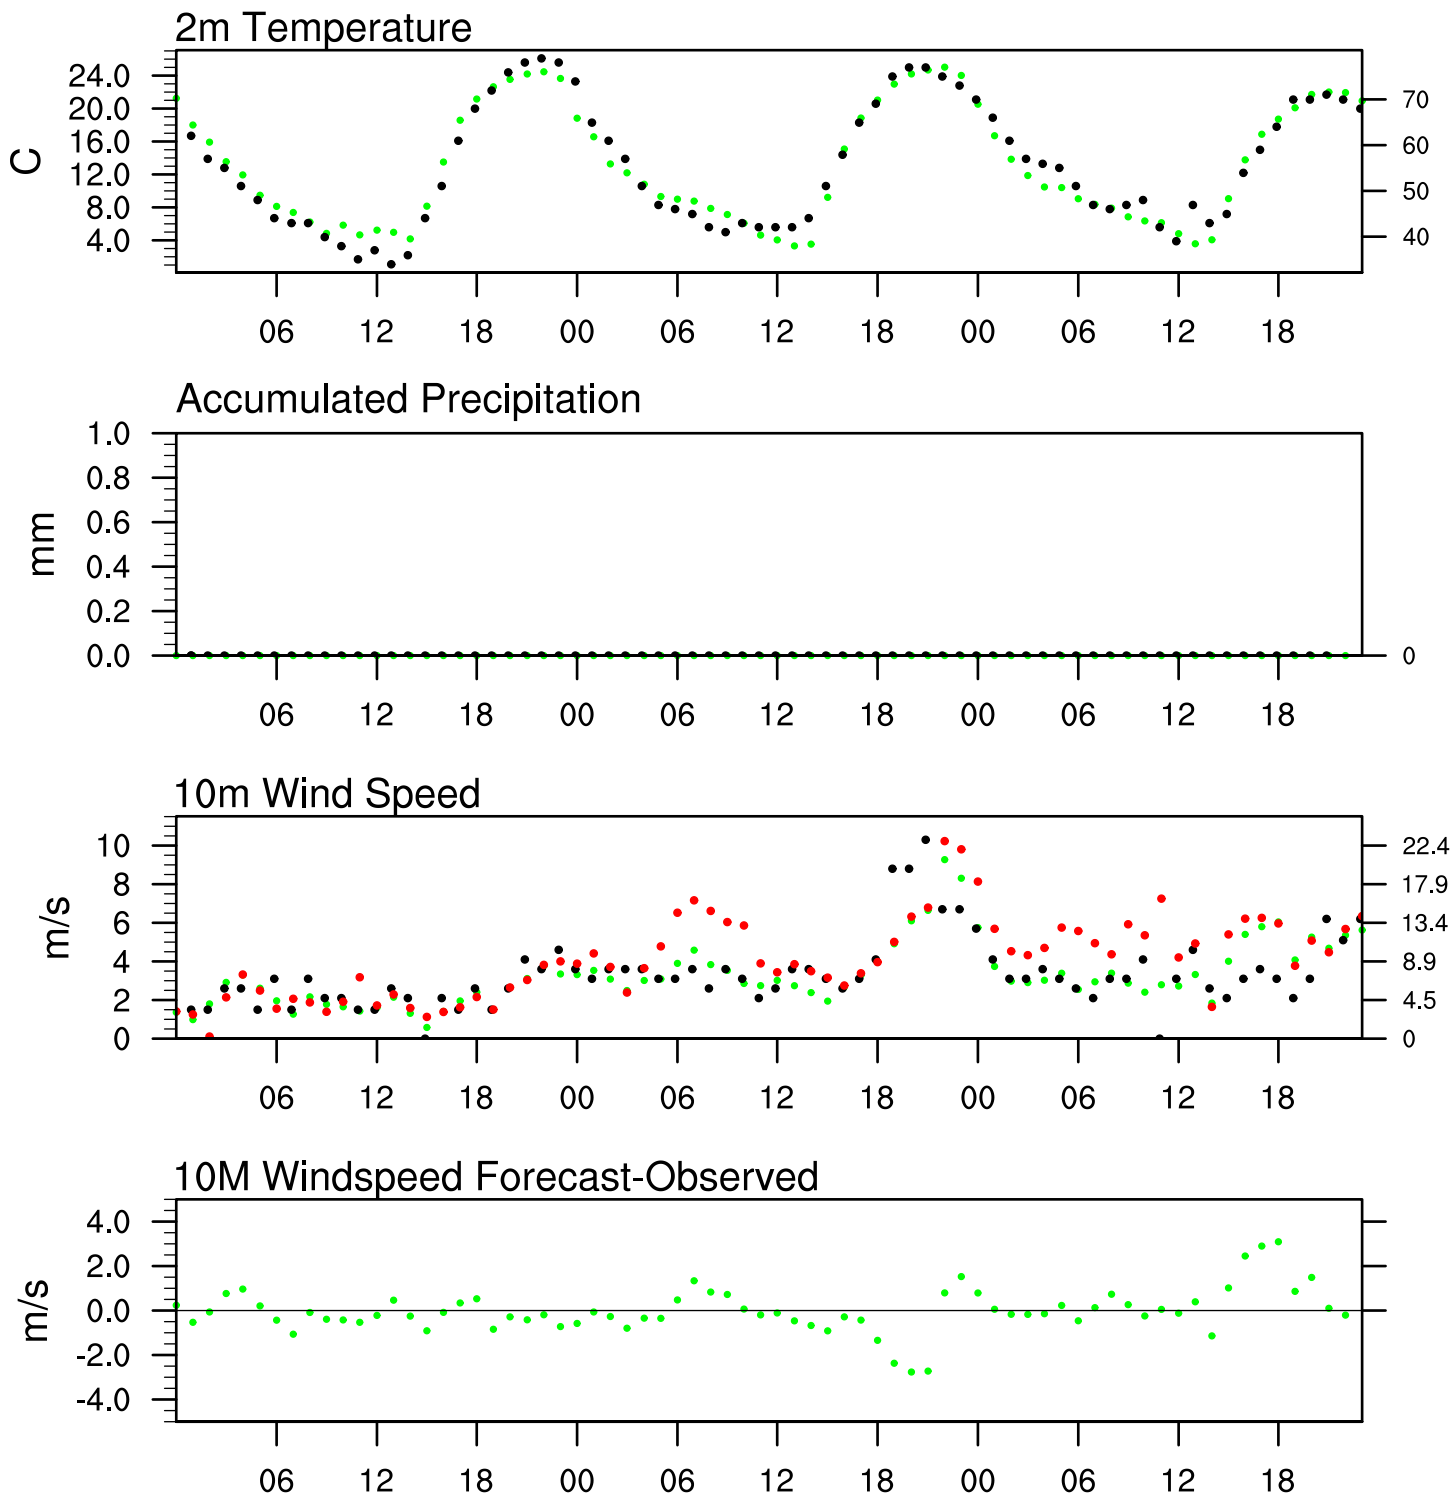 2m Temperature
24.0
20.0
16.0
12.0
8.0
4.0
C
70
60
50
40
06 12 18 00 06 12 18 00 06 12 18
Accumulated Precipitation
1.0
0.8
0.6
0.4
0.2
0.0
mm
0
06 12 18 00 06 12 18 00 06 12 18
10m Wind Speed
10
8
6
4
2
0
m/s
22.4
17.9
13.4
8.9
4.5
0
06 12 18 00 06 12 18 00 06 12 18
10M Windspeed Forecast-Observed
4.0
2.0
0.0
-2.0
-4.0
m/s
06 12 18 00 06 12 18 00 06 12 18